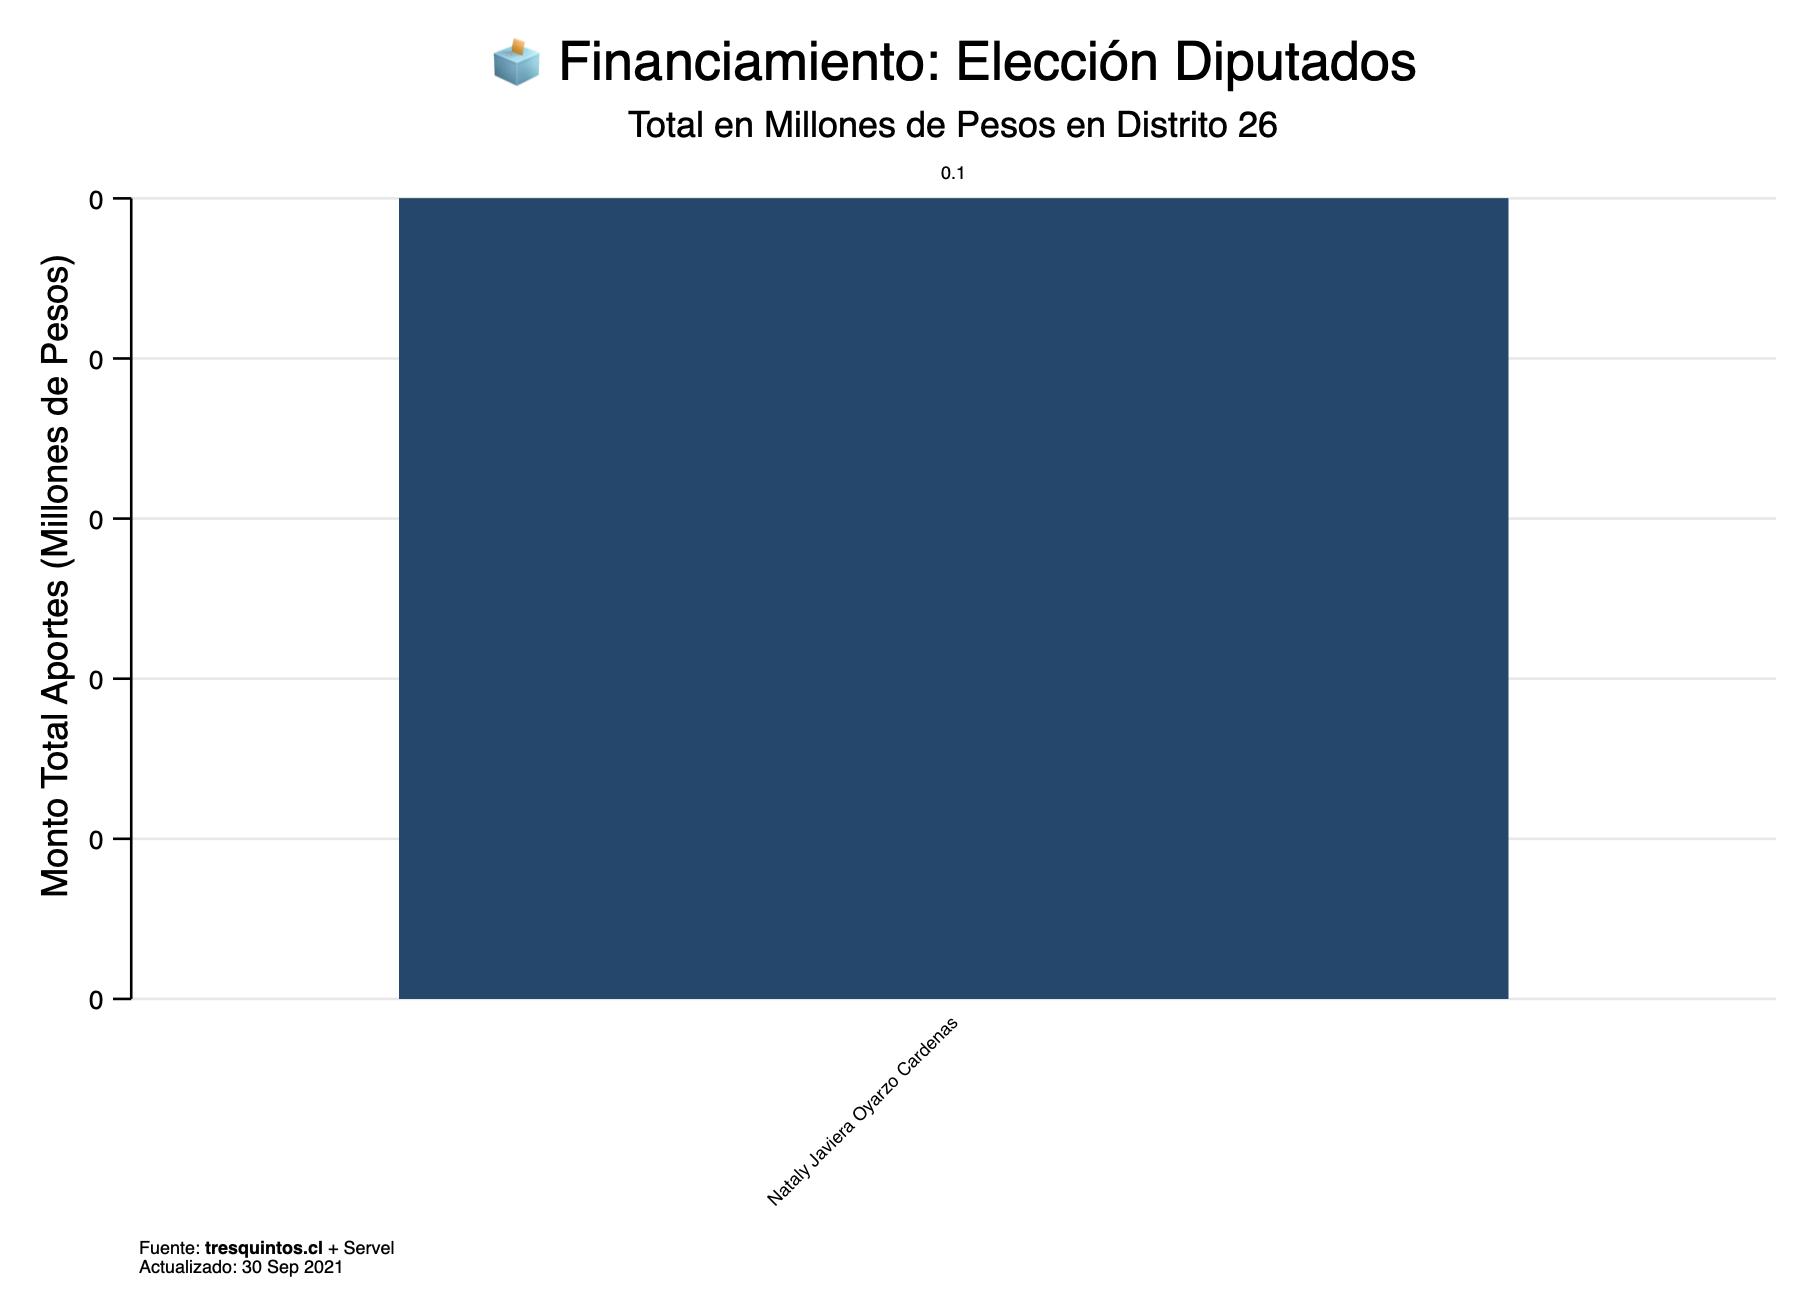 Financiamiento: Elección Diputados
Total en Millones de Pesos en Distrito 26
0.1
0
0
0
0
0
0
Monto Total Aportes (Millones de Pesos)
Nataly Javiera Oyarzo Cardenas
Fuente: tresquintos.cl + Servel
Actualizado: 30 Sep 2021